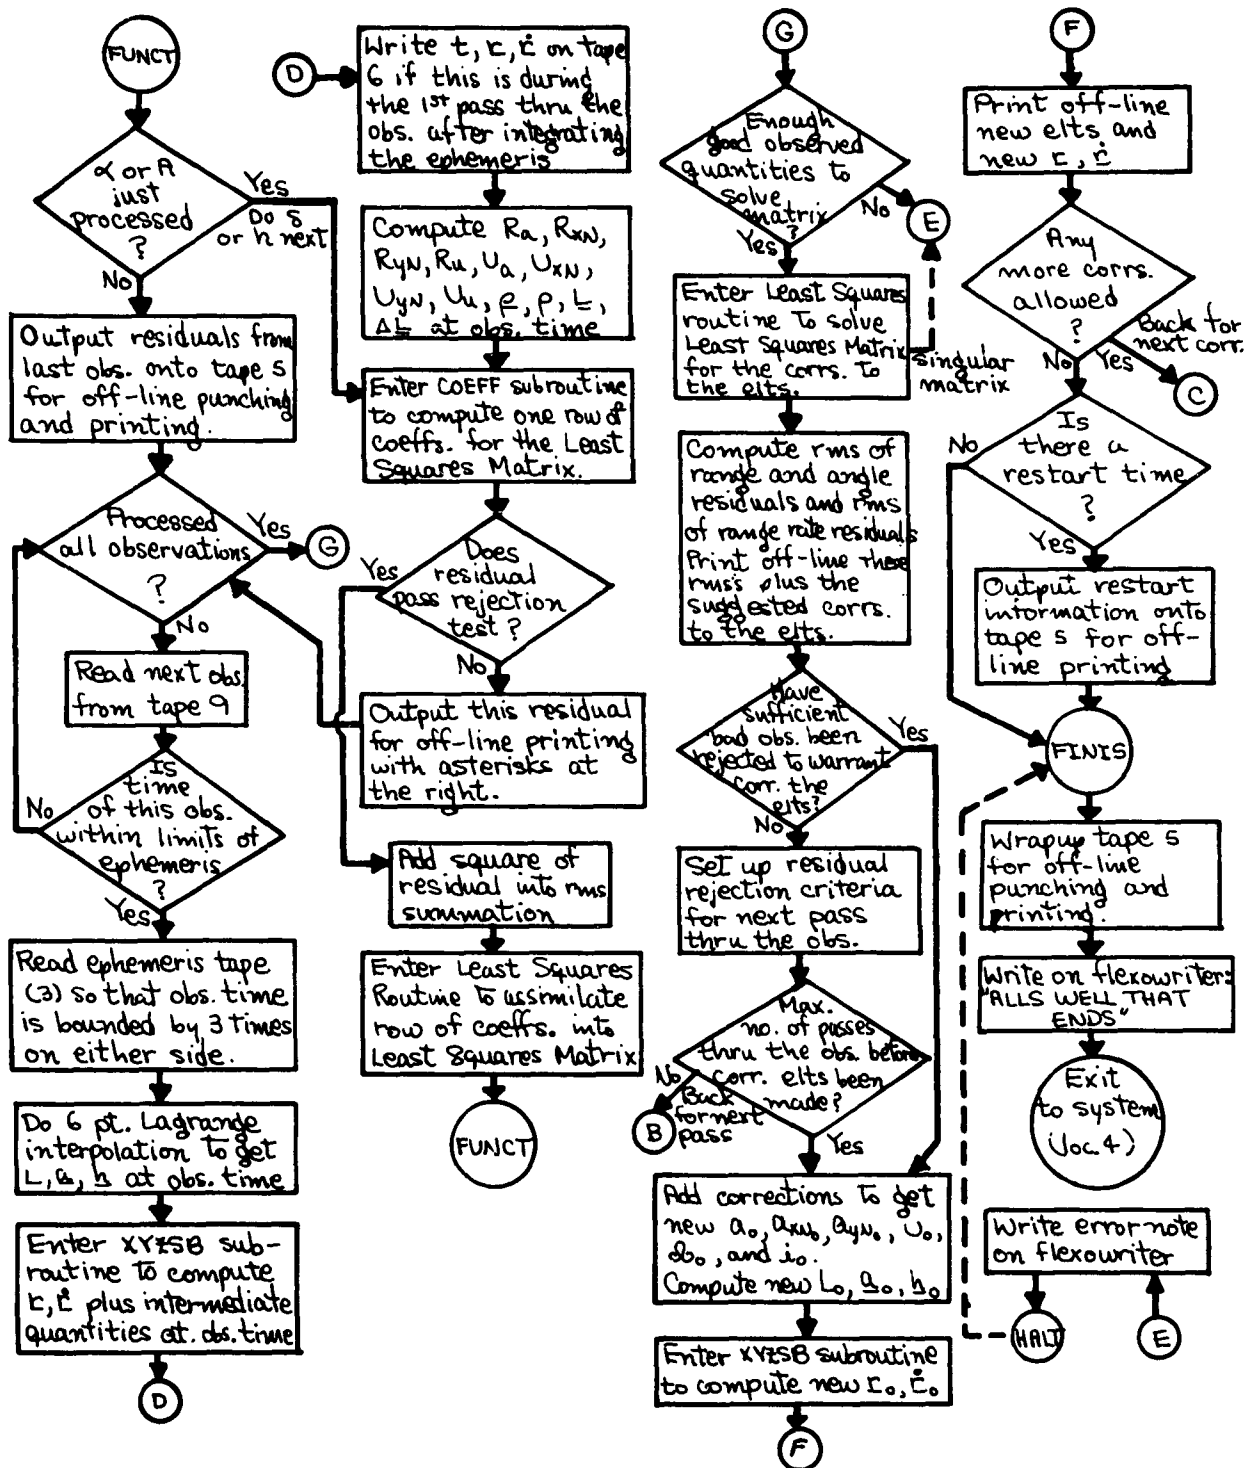 FUNCT
α or A
just
processed
?
Yes
Do δ
or h next
No
Output residuals from
last obs. onto tape 5
for off-line punching
and printing.
Processed
all observations
?
Yes
G
No
Read next obs.
from tape 9
Is
time
of this obs.
within limits of
ephemeris
?
No
Yes
Read ephemeris tape
(3) so that obs. time
is bounded by 3 times
on either side.
Do 6 pt. Lagrange
interpolation to get
L, a, h at obs. time
Enter XYZSB sub-
routine to compute
r, ṙ plus intermediate
quantities at. obs. time
D
D
Write t, r, ṙ on tape
6 if this is during
the 1st pass thru the
obs. after integrating
the ephemeris
Compute Ra, RxN,
RyN, Ru, Ua, UxN,
UyN, Uu, ρ, ρ, L,
ΔL at obs. time
Enter COEFF subroutine
to compute one row of
coeffs. for the Least
Squares Matrix.
Does
residual
pass rejection
test?
Yes
No
Output this residual
for off-line printing
with asterisks at
the right.
Add square of
residual into rms
summation
Enter Least Squares
Routine to assimilate
row of coeffs. into
Least Squares Matrix
FUNCT
G
Enough
good observed
quantities to
solve
matrix
?
No
E
Yes
Enter Least Squares
routine to solve
Least Squares Matrix
for the corrs. to
the elts.
singular
matrix
Compute rms of
range and angle
residuals and rms
of range rate residuals
Print off-line these
rms's plus the
suggested corrs.
to the elts.
Have
sufficient
bad obs. been
rejected to warrant
corr. the
elts?
Yes
No
Set up residual
rejection criteria
for next pass
thru the obs.
Max.
no. of passes
thru the obs. before
corr. elts been
made?
No
Back
for next
pass
B
Yes
Add corrections to get
new a₀, axN₀, ayN₀, U₀,
Ω₀, and i₀.
Compute new L₀, a₀, h₀
Enter XYZSB subroutine
to compute new r₀, ṙ₀
F
F
Print off-line
new elts and
new r, ṙ
Any
more corrs.
allowed
?
Back for
next corr.
No
Yes
C
Is
there a
restart time
?
No
Yes
Output restart
information onto
tape 5 for off-
line printing
FINIS
Wrapup tape 5
for off-line
punching and
printing.
Write on flexowriter:
"ALLS WELL THAT
ENDS"
Exit
to system
(loc. 4)
Write error note
on flexowriter
HALT
E